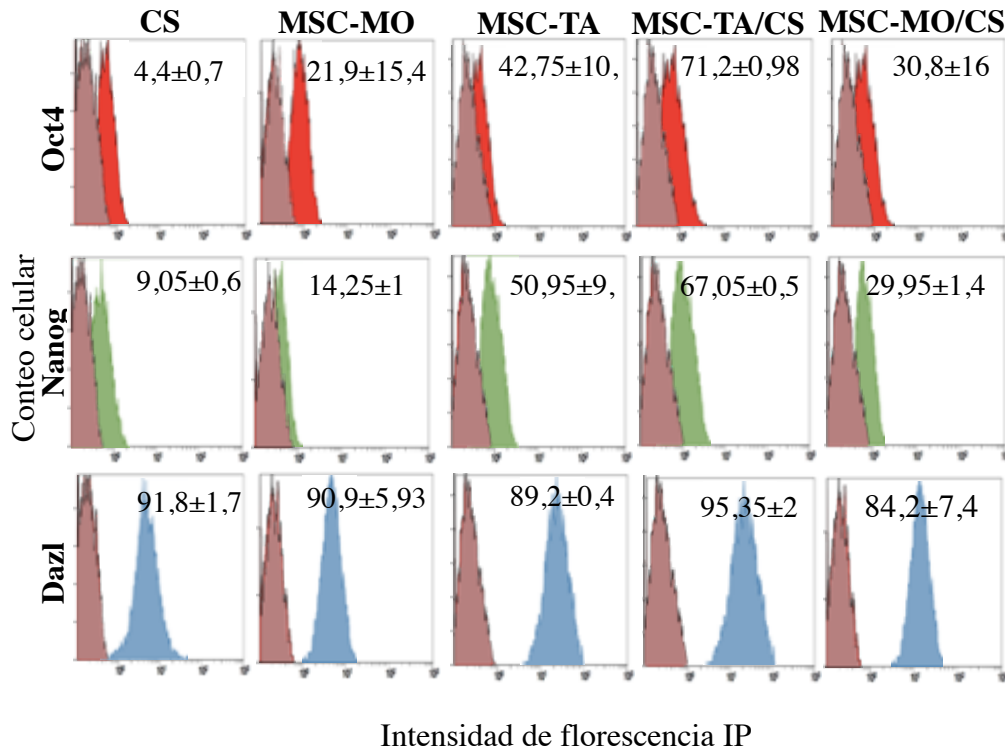 CS MSC-MO MSC-TA MSC-TA/CS MSC-MO/CS
Oct4
4,4±0,7 21,9±15,4 42,75±10, 71,2±0,98 30,8±16
Conteo celular
Nanog
9,05±0,6 14,25±1 50,95±9, 67,05±0,5 29,95±1,4
Dazl
91,8±1,7 90,9±5,93 89,2±0,4 95,35±2 84,2±7,4
Intensidad de florescencia IP